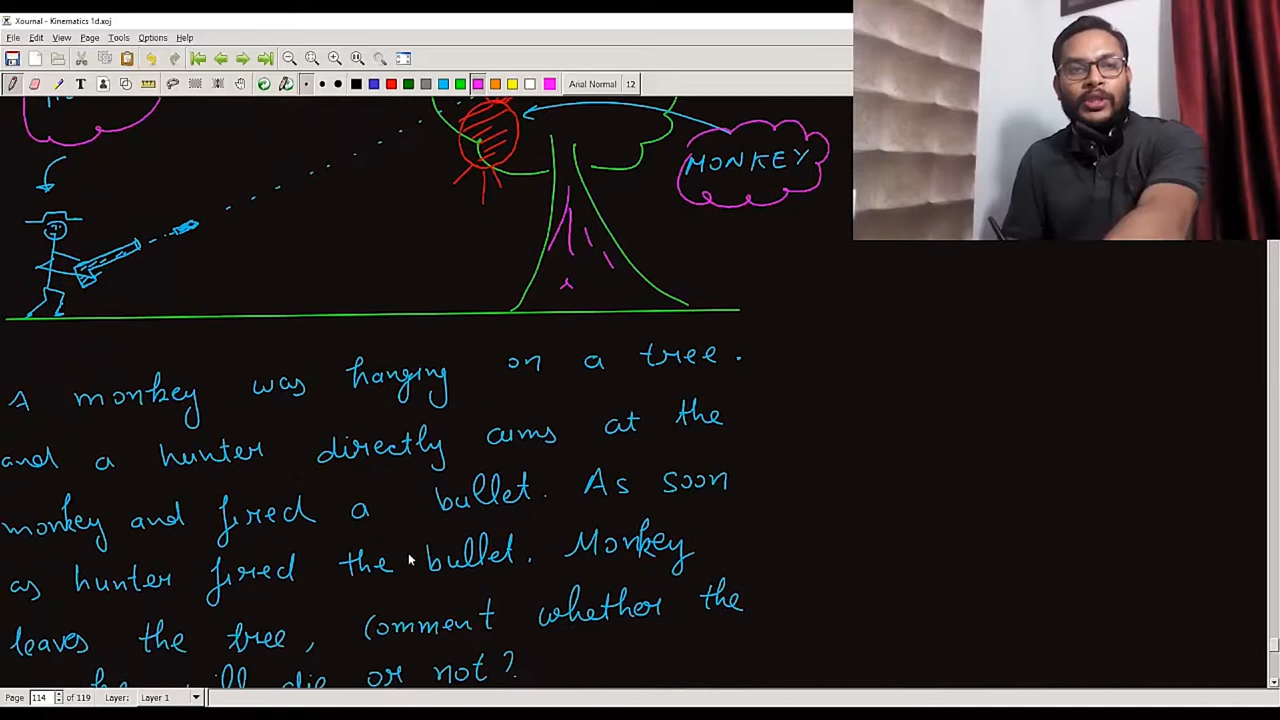 Xournal - Kinematics 1d.xoj
File Edit View Page Tools Options Help
Arial Normal 12
MONKEY
A monkey was hanging on a tree.
and a hunter directly aims at the
monkey and fired a bullet. As soon
as hunter fired the bullet. Monkey
leaves the tree, Comment whether the
die or not?
Page 114 of 119 Layer: Layer 1